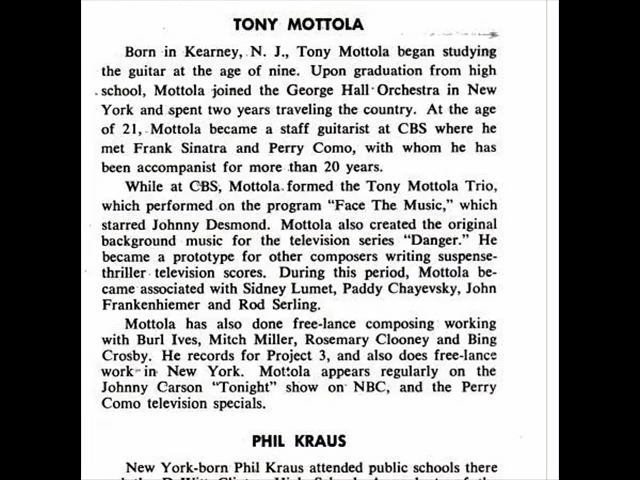 TONY MOTTOLA
Born in Kearney, N. J., Tony Mottola began studying
the guitar at the age of nine. Upon graduation from high
school, Mottola joined the George Hall Orchestra in New
York and spent two years traveling the country. At the age
of 21, Mottola became a staff guitarist at CBS where he
met Frank Sinatra and Perry Como, with whom he has
been accompanist for more than 20 years.
While at CBS, Mottola formed the Tony Mottola Trio,
which performed on the program "Face The Music," which
starred Johnny Desmond. Mottola also created the original
background music for the television series "Danger." He
became a prototype for other composers writing suspense-
thriller television scores. During this period, Mottola be-
came associated with Sidney Lumet, Paddy Chayevsky, John
Frankenhiemer and Rod Serling.
Mottola has also done free-lance composing working
with Burl Ives, Mitch Miller, Rosemary Clooney and Bing
Crosby. He records for Project 3, and also does free-lance
work in New York. Mottola appears regularly on the
Johnny Carson "Tonight" show on NBC, and the Perry
Como television specials.
PHIL KRAUS
New York-born Phil Kraus attended public schools there